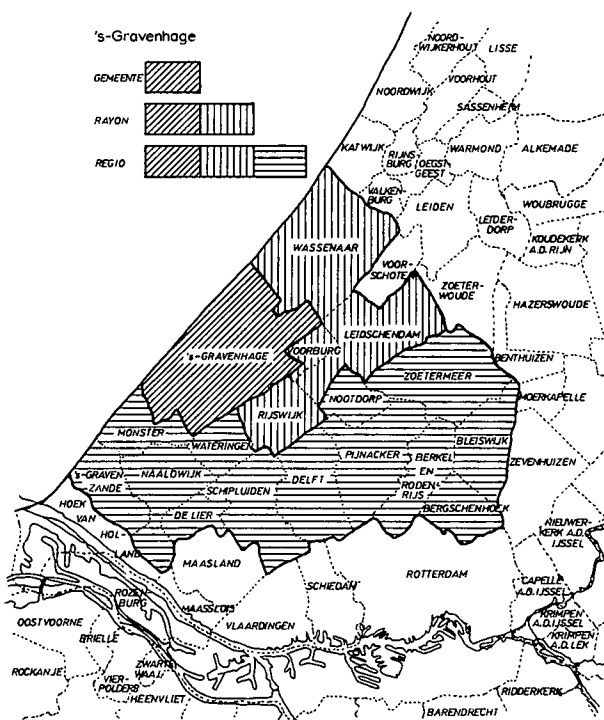 's-Gravenhage
GEMEENTE
RAYON
REGIO
NOORD-
WIJKERHOUT
LISSE
VOORHOUT
NOORDWIJK
SASSENHEIM
KATWIJK
RIJNS-
BURG
OEGST-
GEEST
WARMOND
ALKEMADE
VALKEN-
BURG
LEIDEN
LEIDER-
DORP
WOUBRUGGE
KOUDEKERK
A.D. RIJN
WASSENAAR
VOOR-
SCHOTEN
ZOETER-
WOUDE
HAZERSWOUDE
LEIDSCHENDAM
's-GRAVENHAGE
VOORBURG
BENTHUIZEN
ZOETERMEER
MOERKAPELLE
NOOTDORP
RIJSWIJK
MONSTER
WATERINGEN
BLEISWIJK
PIJNACKER
BERKEL
EN
RODEN-
RIJS
ZEVENHUIZEN
's-GRAVEN
ZANDE
NAALDWIJK
DELFT
SCHIPLUIDEN
BERGSCHENHOEK
HOEK
VAN
HOL-
LAND
DE LIER
NIEUWER-
KERK A.D.
IJSSEL
MAASLAND
SCHIEDAM
ROTTERDAM
CAPELLE
A.D. IJSSEL
ROZEN-
BURG
MAASSLUIS
VLAARDINGEN
KRIMPEN
A.D. IJSSEL
KRIMPEN
A.D. LEK
OOSTVOORNE
BRIELLE
ROCKANJE
ZWARTE-
WAAL
VIER-
POLDERS
HEENVLIET
RIDDERKERK
BARENDRECHT